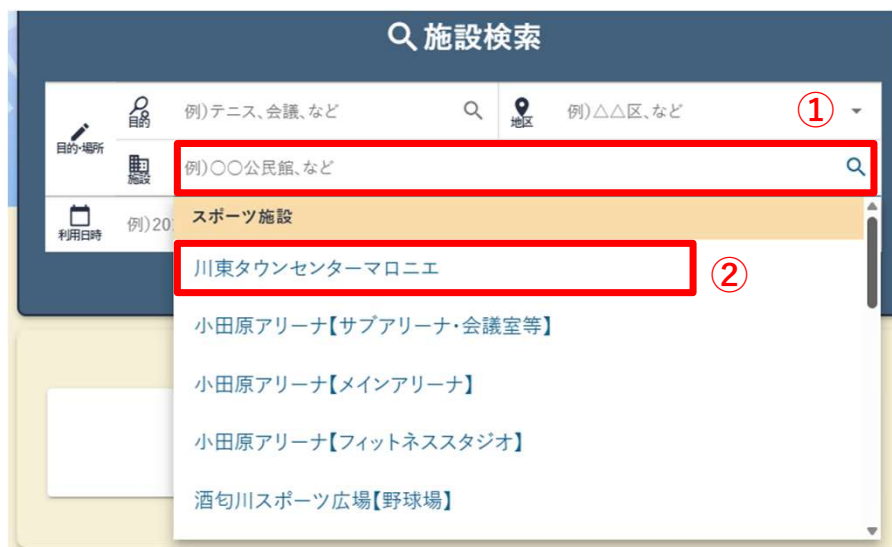 施設検索
目的・場所
目的
例)テニス、会議、など
地区
例)△△区、など
①
施設
例)〇〇公民館、など
利用日時
例)20
スポーツ施設
川東タウンセンターマロニエ
②
小田原アリーナ【サブアリーナ・会議室等】
小田原アリーナ【メインアリーナ】
小田原アリーナ【フィットネススタジオ】
酒匂川スポーツ広場【野球場】